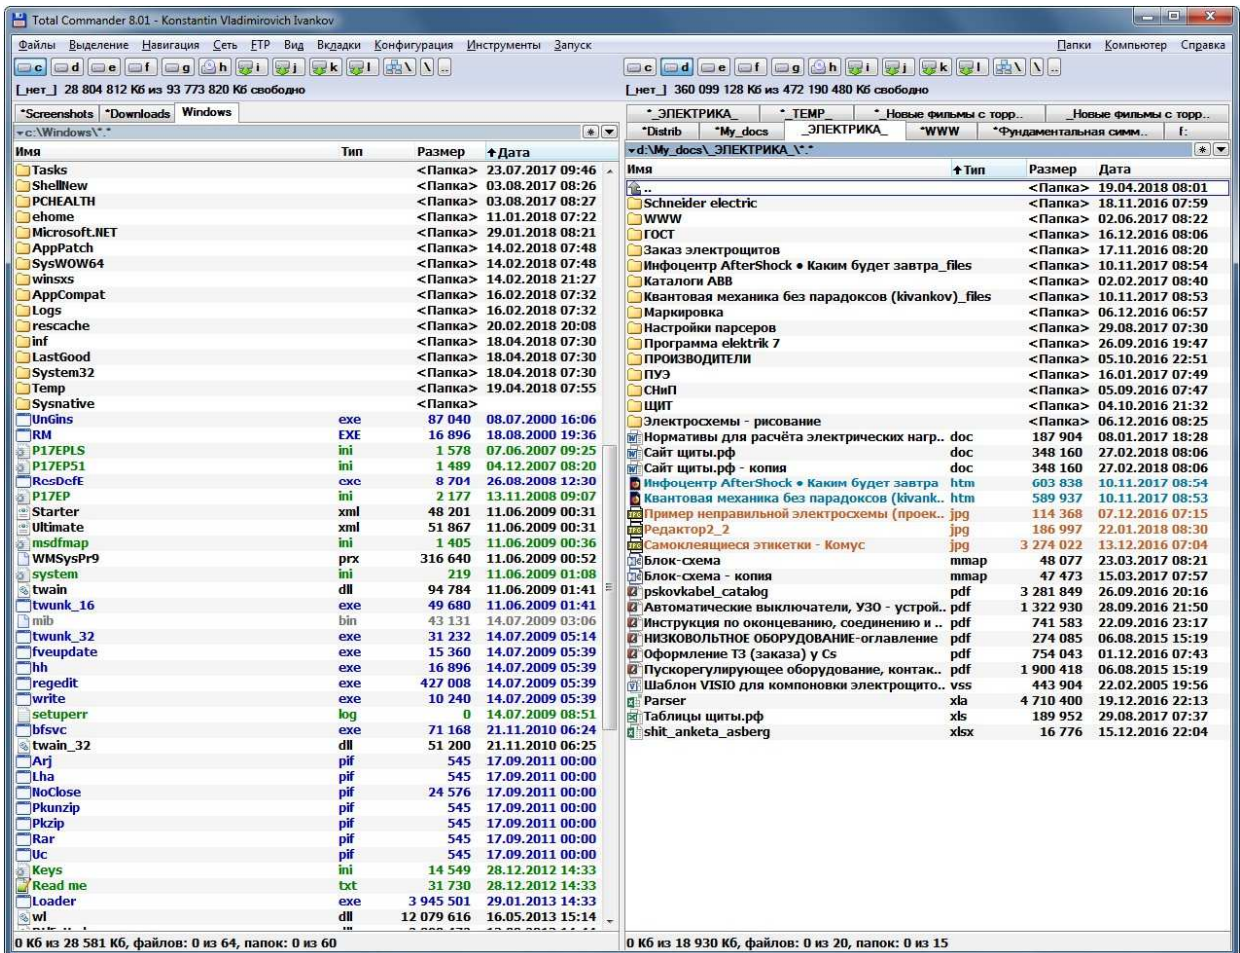 Total Commander 8.01 - Konstantin Vladimirovich Ivankov
Файлы Выделение Навигация Сеть FTP Вид Вкладки Конфигурация Инструменты Запуск Папки Компьютер Справка
c d e f g h i j k l \ \ .. c d e f g h i j k l \ \ ..
[_нет_] 28 804 812 Кб из 93 773 820 Кб свободно
*Screenshots *Downloads Windows
c:\Windows\*.* * ▼
Имя Тип Размер ↑Дата
Tasks <Папка> 23.07.2017 09:46
ShellNew <Папка> 03.08.2017 08:26
PCHEALTH <Папка> 03.08.2017 08:27
ehome <Папка> 11.01.2018 07:22
Microsoft.NET <Папка> 29.01.2018 08:21
AppPatch <Папка> 14.02.2018 07:48
SysWOW64 <Папка> 14.02.2018 07:48
winsxs <Папка> 14.02.2018 21:27
AppCompat <Папка> 16.02.2018 07:32
Logs <Папка> 16.02.2018 07:32
rescache <Папка> 20.02.2018 20:08
inf <Папка> 18.04.2018 07:30
LastGood <Папка> 18.04.2018 07:30
System32 <Папка> 18.04.2018 07:30
Temp <Папка> 19.04.2018 07:55
Sysnative <Папка>
UnGins exe 87 040 08.07.2000 16:06
RM EXE 16 896 18.08.2000 19:36
P17EPLS ini 1 578 07.06.2007 09:25
P17EP51 ini 1 489 04.12.2007 08:20
ResDefE exe 8 704 26.08.2008 12:30
P17EP ini 2 177 13.11.2008 09:07
Starter xml 48 201 11.06.2009 00:31
Ultimate xml 51 867 11.06.2009 00:31
msdfmap ini 1 405 11.06.2009 00:36
WMSysPr9 prx 316 640 11.06.2009 00:52
system ini 219 11.06.2009 01:08
twain dll 94 784 11.06.2009 01:41
twunk_16 exe 49 680 11.06.2009 01:41
mib bin 43 131 14.07.2009 03:06
twunk_32 exe 31 232 14.07.2009 05:14
fveupdate exe 15 360 14.07.2009 05:39
hh exe 16 896 14.07.2009 05:39
regedit exe 427 008 14.07.2009 05:39
write exe 10 240 14.07.2009 05:39
setuperr log 0 14.07.2009 08:51
bfsvc exe 71 168 21.11.2010 06:24
twain_32 dll 51 200 21.11.2010 06:25
Arj pif 545 17.09.2011 00:00
Lha pif 545 17.09.2011 00:00
NoClose pif 24 576 17.09.2011 00:00
Pkunzip pif 545 17.09.2011 00:00
Pkzip pif 545 17.09.2011 00:00
Rar pif 545 17.09.2011 00:00
Uc pif 545 17.09.2011 00:00
Keys ini 14 549 28.12.2012 14:33
Read me txt 31 730 28.12.2012 14:33
Loader exe 3 945 501 29.01.2013 14:33
wl dll 12 079 616 16.05.2013 15:14
0 Кб из 28 581 Кб, файлов: 0 из 64, папок: 0 из 60
[_нет_] 360 099 128 Кб из 472 190 480 Кб свободно
*_ЭЛЕКТРИКА_ *_TEMP_ *_Новые фильмы с торр.. _Новые фильмы с торр..
*Distrib *My_docs _ЭЛЕКТРИКА_ *WWW *Фундаментальная симм.. f:
d:\My_docs\_ЭЛЕКТРИКА_\*.* * ▼
Имя ↑Тип Размер Дата
.. <Папка> 19.04.2018 08:01
Schneider electric <Папка> 18.11.2016 07:59
WWW <Папка> 02.06.2017 08:22
ГОСТ <Папка> 16.12.2016 08:06
Заказ электрощитов <Папка> 17.11.2016 08:20
Инфоцентр AfterShock • Каким будет завтра_files <Папка> 10.11.2017 08:54
Каталоги ABB <Папка> 02.02.2017 08:40
Квантовая механика без парадоксов (kivankov)_files <Папка> 10.11.2017 08:53
Маркировка <Папка> 06.12.2016 06:57
Настройки парсеров <Папка> 29.08.2017 07:30
Программа elektrik 7 <Папка> 26.09.2016 19:47
ПРОИЗВОДИТЕЛИ <Папка> 05.10.2016 22:51
ПУЭ <Папка> 16.01.2017 07:49
СНиП <Папка> 05.09.2016 07:47
ЩИТ <Папка> 04.10.2016 21:32
Электросхемы - рисование <Папка> 06.12.2016 08:25
Нормативы для расчёта электрических нагр.. doc 187 904 08.01.2017 18:28
Сайт щиты.рф doc 348 160 27.02.2018 08:06
Сайт щиты.рф - копия doc 348 160 27.02.2018 08:06
Инфоцентр AfterShock • Каким будет завтра htm 603 838 10.11.2017 08:54
Квантовая механика без парадоксов (kivank.. htm 589 937 10.11.2017 08:53
Пример неправильной электросхемы (проек.. jpg 114 368 07.12.2016 07:15
Редактор2_2 jpg 186 997 22.01.2018 08:30
Самоклеящиеся этикетки - Комус jpg 3 274 022 13.12.2016 07:04
Блок-схема mmap 48 077 23.03.2017 08:21
Блок-схема - копия mmap 47 473 15.03.2017 07:57
pskovkabel_catalog pdf 3 281 849 26.09.2016 20:16
Автоматические выключатели, УЗО - устрой.. pdf 1 322 930 28.09.2016 21:50
Инструкция по оконцеванию, соединению и .. pdf 741 583 22.09.2016 23:17
НИЗКОВОЛЬТНОЕ ОБОРУДОВАНИЕ-оглавление pdf 274 085 06.08.2015 15:19
Оформление ТЗ (заказа) у Cs pdf 754 043 01.12.2016 07:43
Пускорегулирующее оборудование, контак.. pdf 1 900 418 06.08.2015 15:19
Шаблон VISIO для компоновки электрощито.. vss 443 904 22.02.2005 19:56
Parser xla 4 710 400 19.12.2016 22:13
Таблицы щиты.рф xls 189 952 29.08.2017 07:37
shit_anketa_asberg xlsx 16 776 15.12.2016 22:04
0 Кб из 18 930 Кб, файлов: 0 из 20, папок: 0 из 15